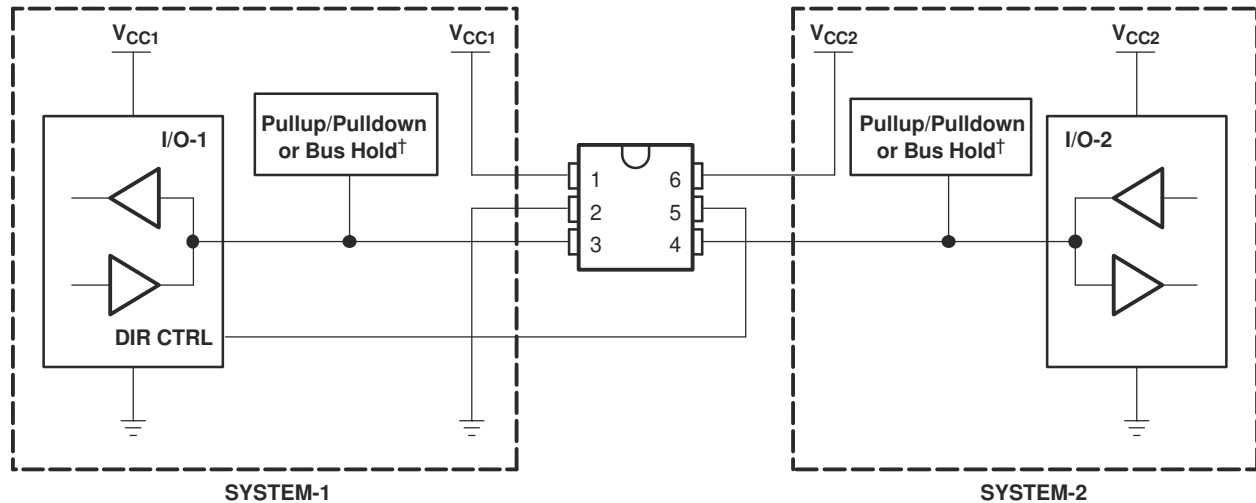 VCC1
VCC1
VCC2
VCC2
Pullup/Pulldown
or Bus Hold†
Pullup/Pulldown
or Bus Hold†
I/O-1
I/O-2
1
6
2
5
3
4
DIR CTRL
SYSTEM-1
SYSTEM-2